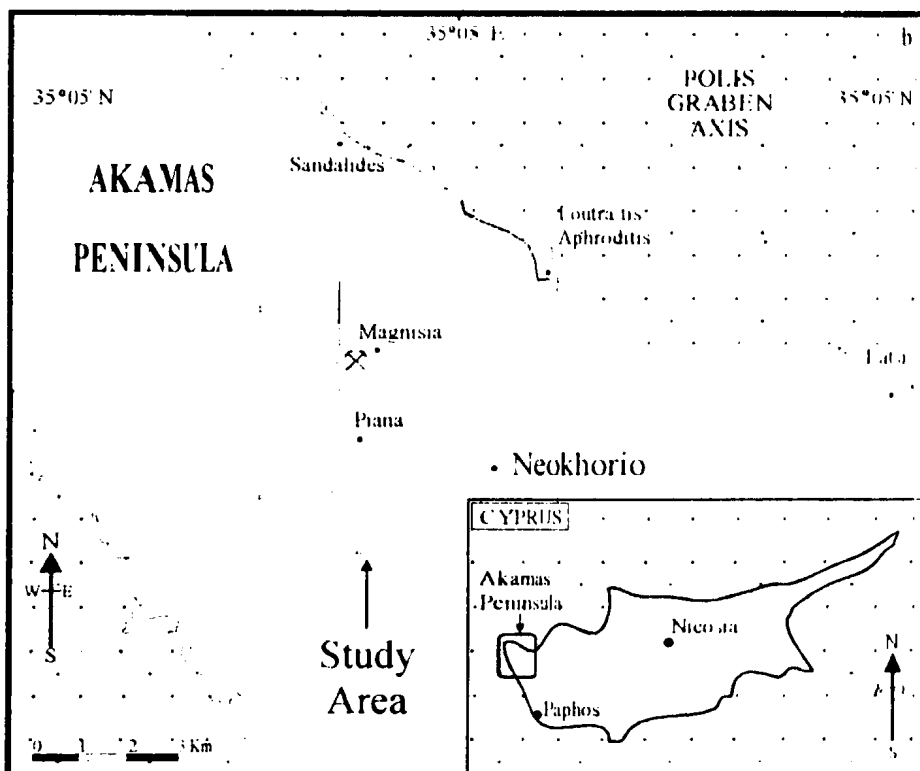 b
35°05' N
POLIS
GRABEN
AXIS
35°05' N
Sandalides
AKAMAS
PENINSULA
Aphroditis
Magnisia
Piana
Neokhorio
N
W E
S
Study
Area
0 1 2 3 Km
CYPRUS
Akamas
Peninsula
Nicosia
Paphos
N
S